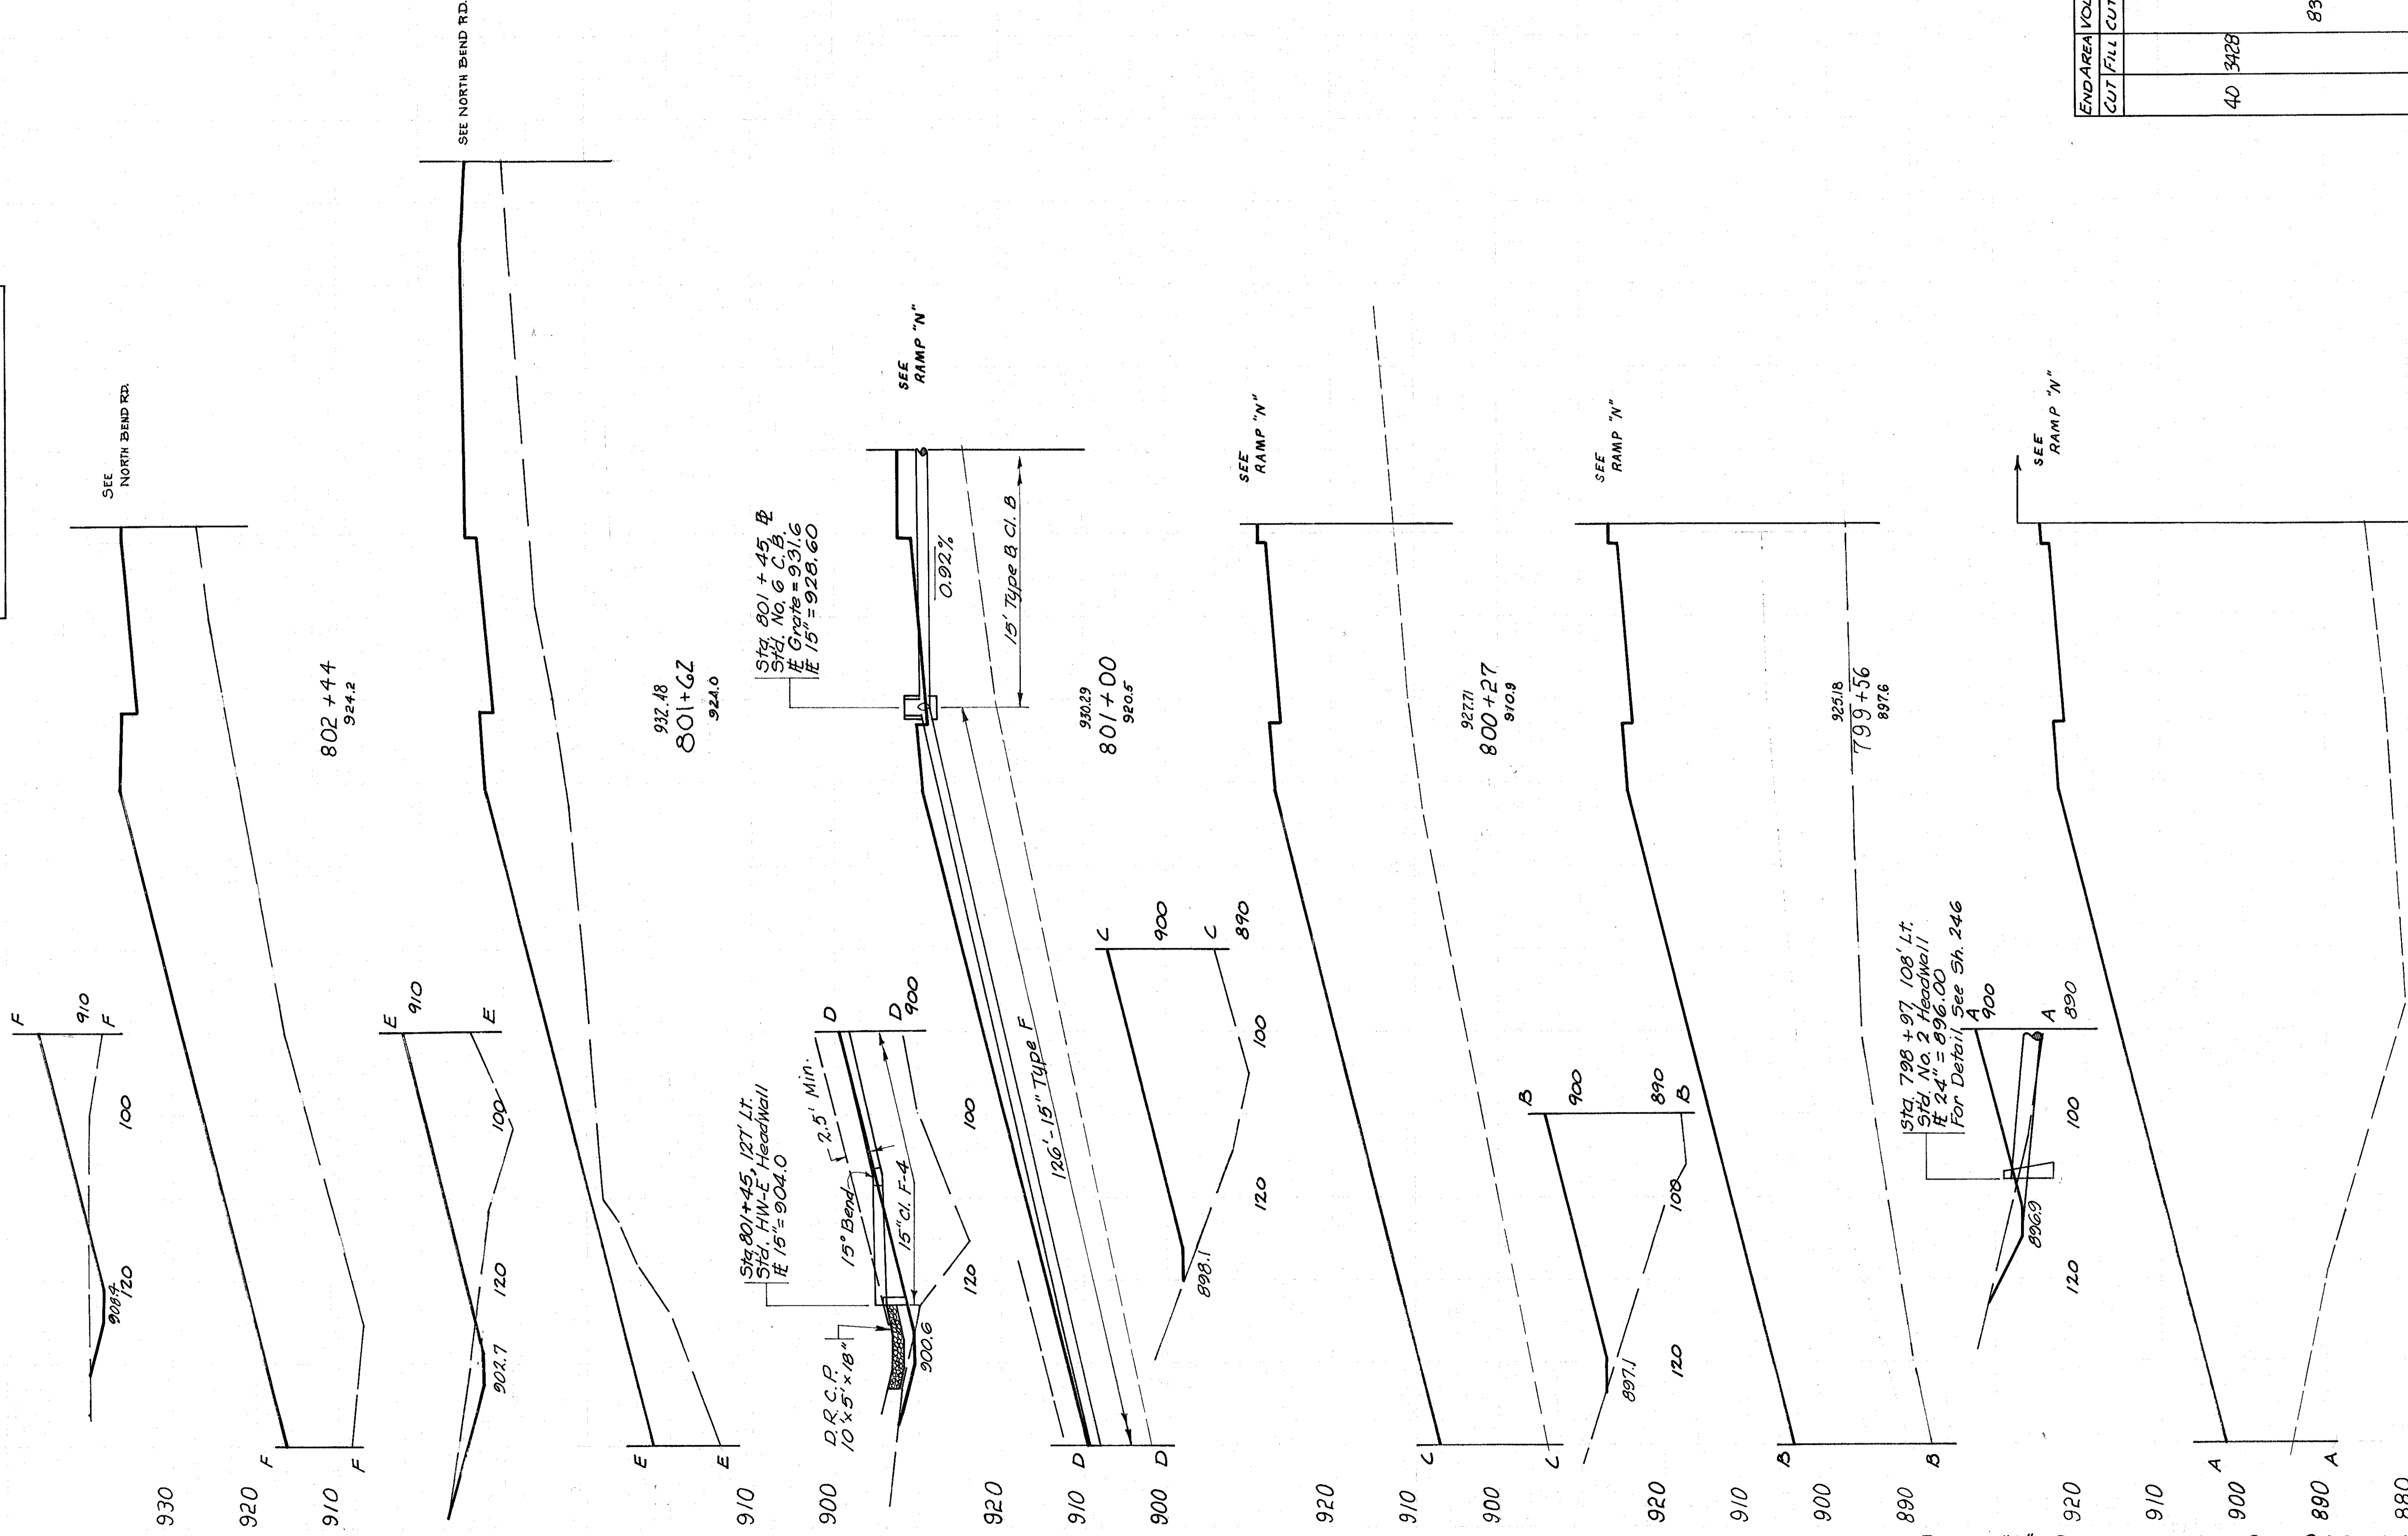 SEE
NORTH BEND RD.
F
910
F
100
908.4
120
802 + 44
924.2
F
F
930
920
910
SEE NORTH BEND RD.
E
910
E
100
120
902.7
932.48
801+62
924.0
E
E
910
900
Sta. 801 + 45, ⅊
Std. No. 6 C.B.
⅊ Grate = 931.6
⅊ 15" = 928.60
SEE
RAMP "N"
0.92%
15' Type B, Cl. B
Sta. 801+45, 127' Lt.
Std. HW-E Headwall
⅊ 15" = 904.0
2.5' Min.
15° Bend
15" Cl. F-4
D
D
900
D. R. C. P.
10'x5'x18"
900.6
100
120
126'-15" Type F
930.29
801+00
920.5
D
D
920
910
900
C
900
C
890
100
120
898.1
SEE
RAMP "N"
927.71
800+27
910.9
C
C
920
910
900
B
900
890
B
100
120
897.1
SEE
RAMP "N"
925.18
799+56
897.6
B
B
920
910
900
890
Sta. 798 + 97, 108' Lt.
Std. No. 2 Headwall
⅊ 24" = 896.00
For Detail, See Sh. 246
A
900
A
890
100
120
896.9
SEE
RAMP "N"
A
A
920
910
900
890
880
END AREA VOL
CUT FILL CUT
40 3428
83